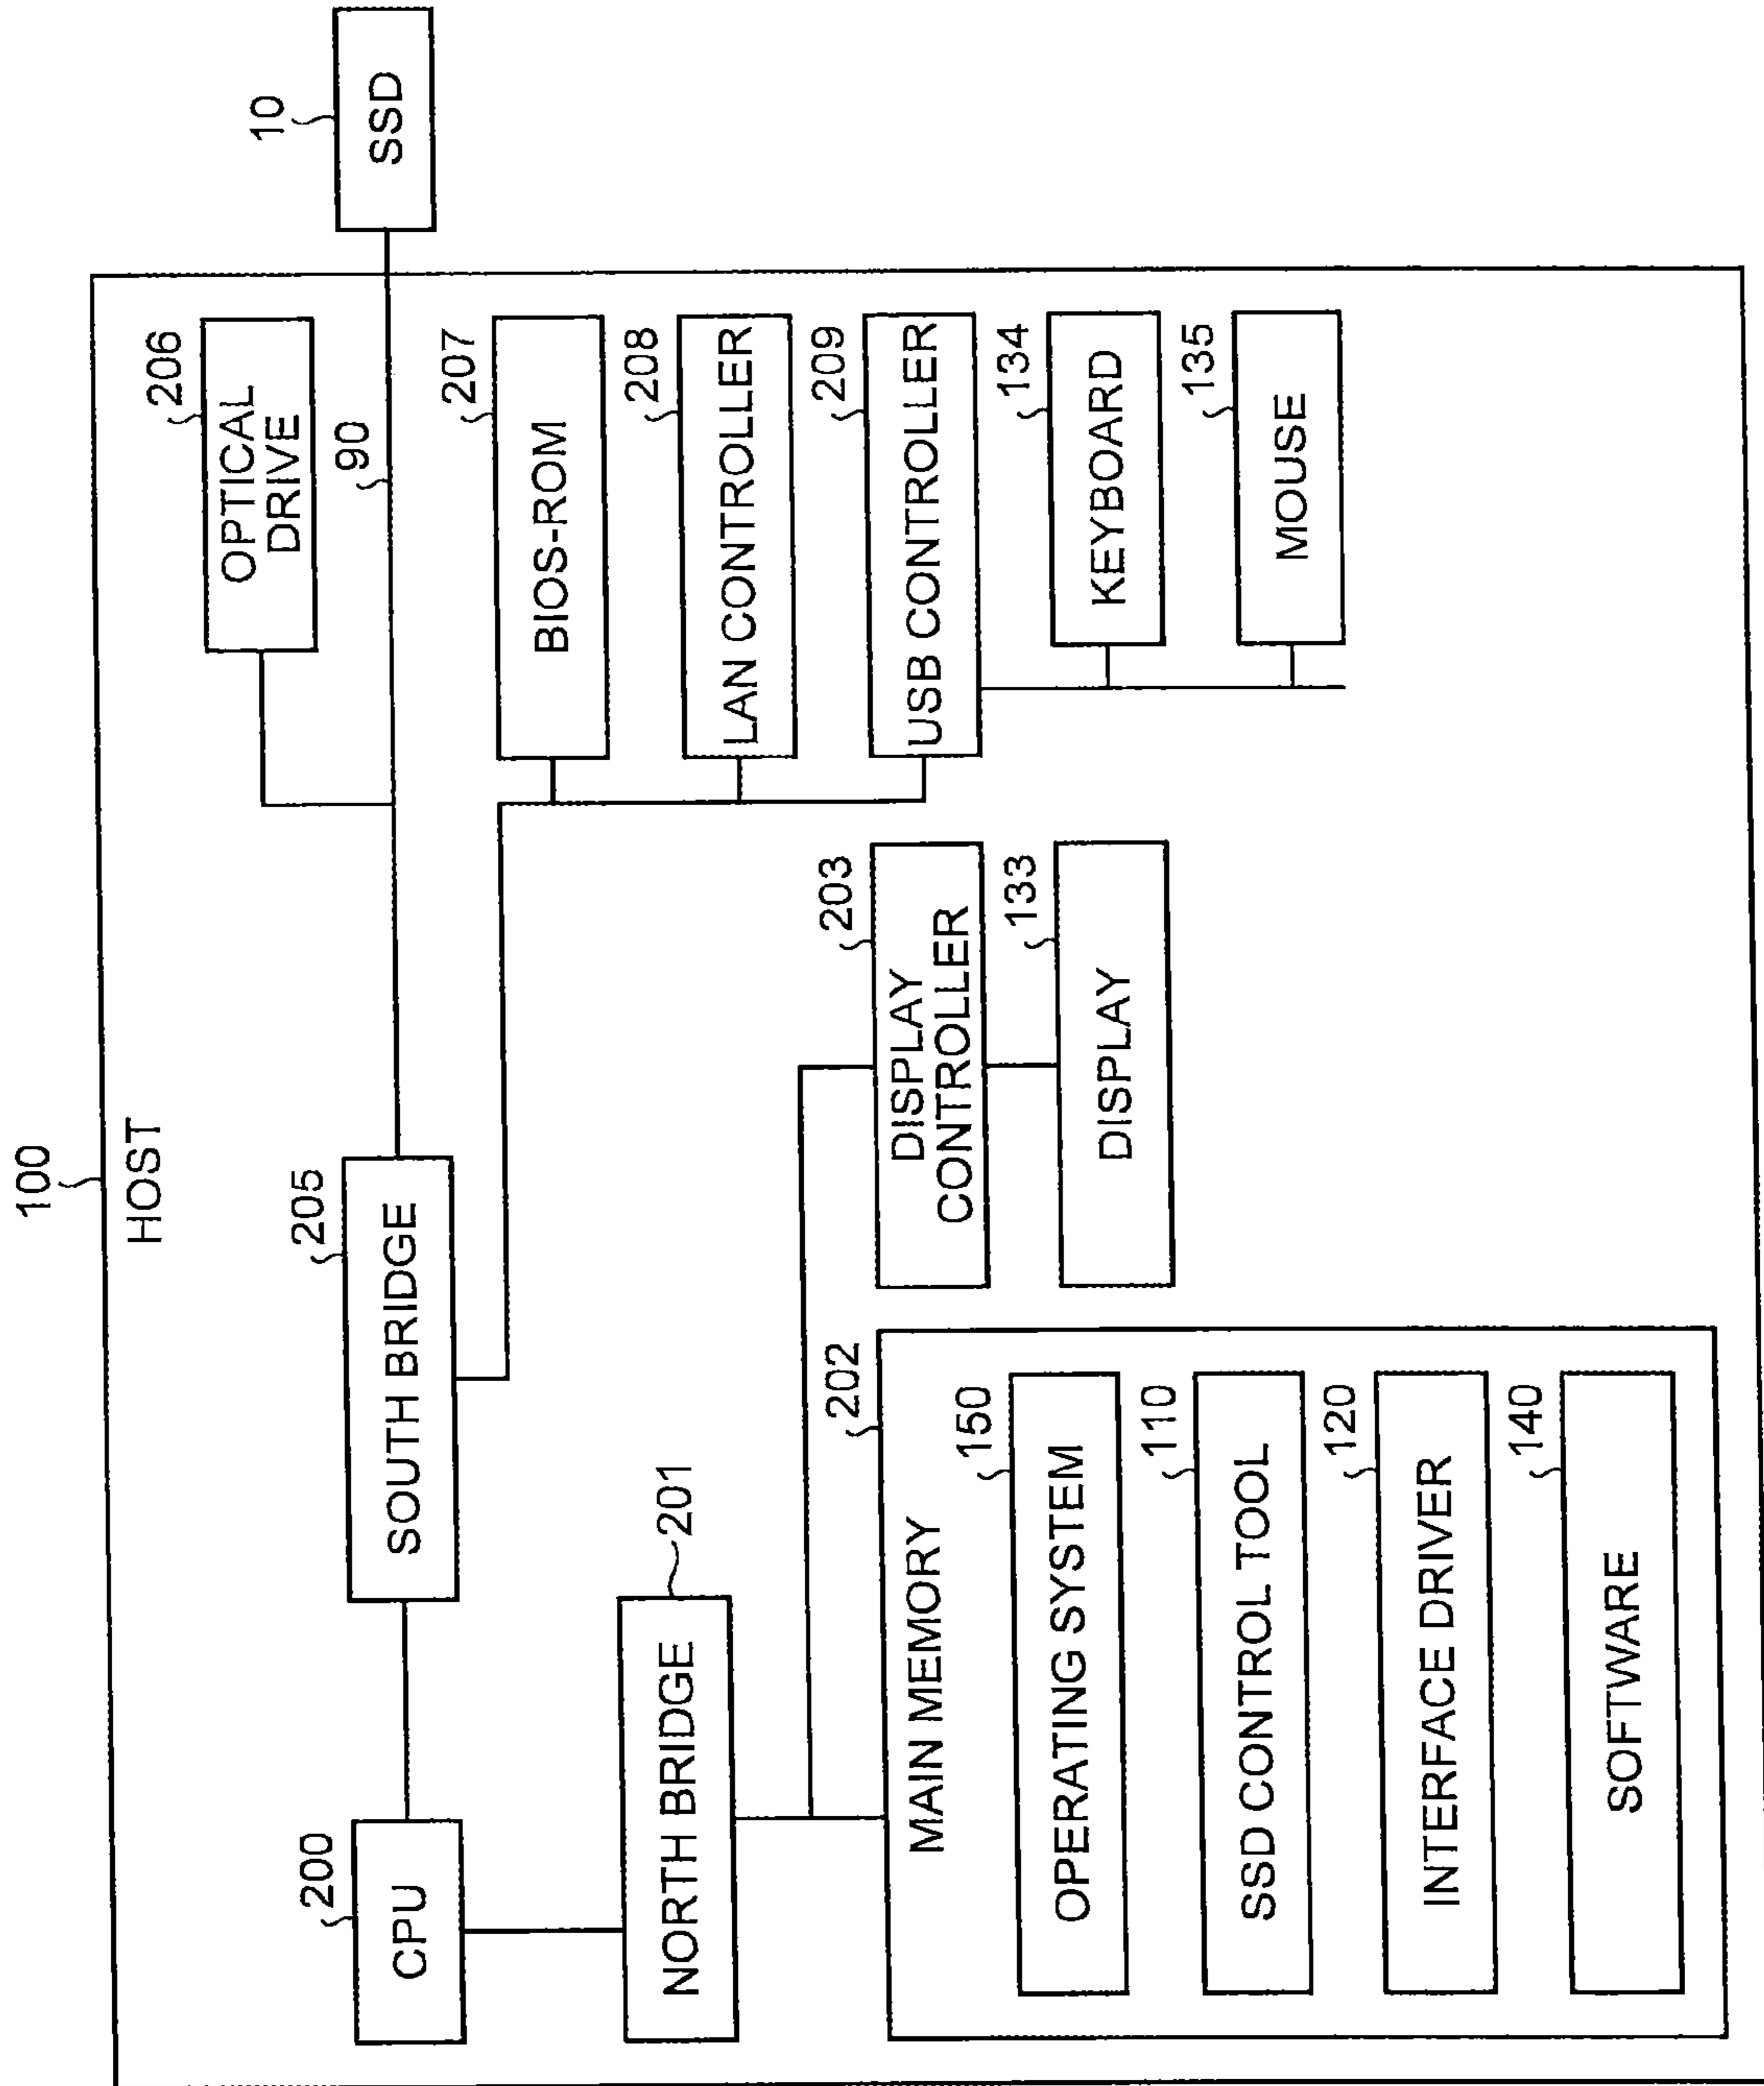 100
HOST
10
SSD
206
OPTICAL
DRIVE
90
200
CPU
205
SOUTH BRIDGE
207
BIOS-ROM
201
NORTH BRIDGE
208
LAN CONTROLLER
202
MAIN MEMORY
203
DISPLAY
CONTROLLER
209
USB CONTROLLER
150
OPERATING SYSTEM
133
DISPLAY
134
KEYBOARD
110
SSD CONTROL TOOL
135
MOUSE
120
INTERFACE DRIVER
140
SOFTWARE